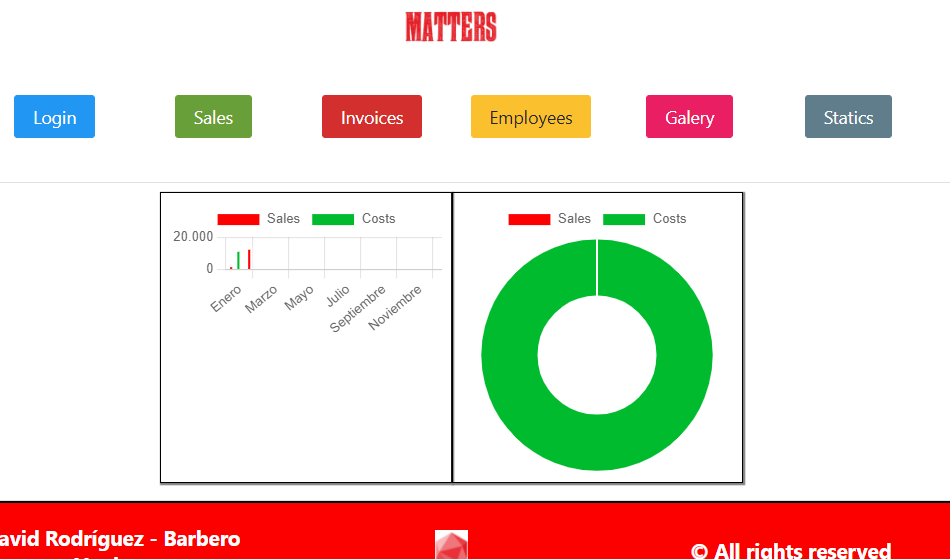 MATTERS
Login Sales Invoices Employees Galery Statics
Sales Costs
20.000
0
Enero Marzo Mayo Julio Septiembre Noviembre
Sales Costs
avid Rodríguez - Barbero
© All rights reserved